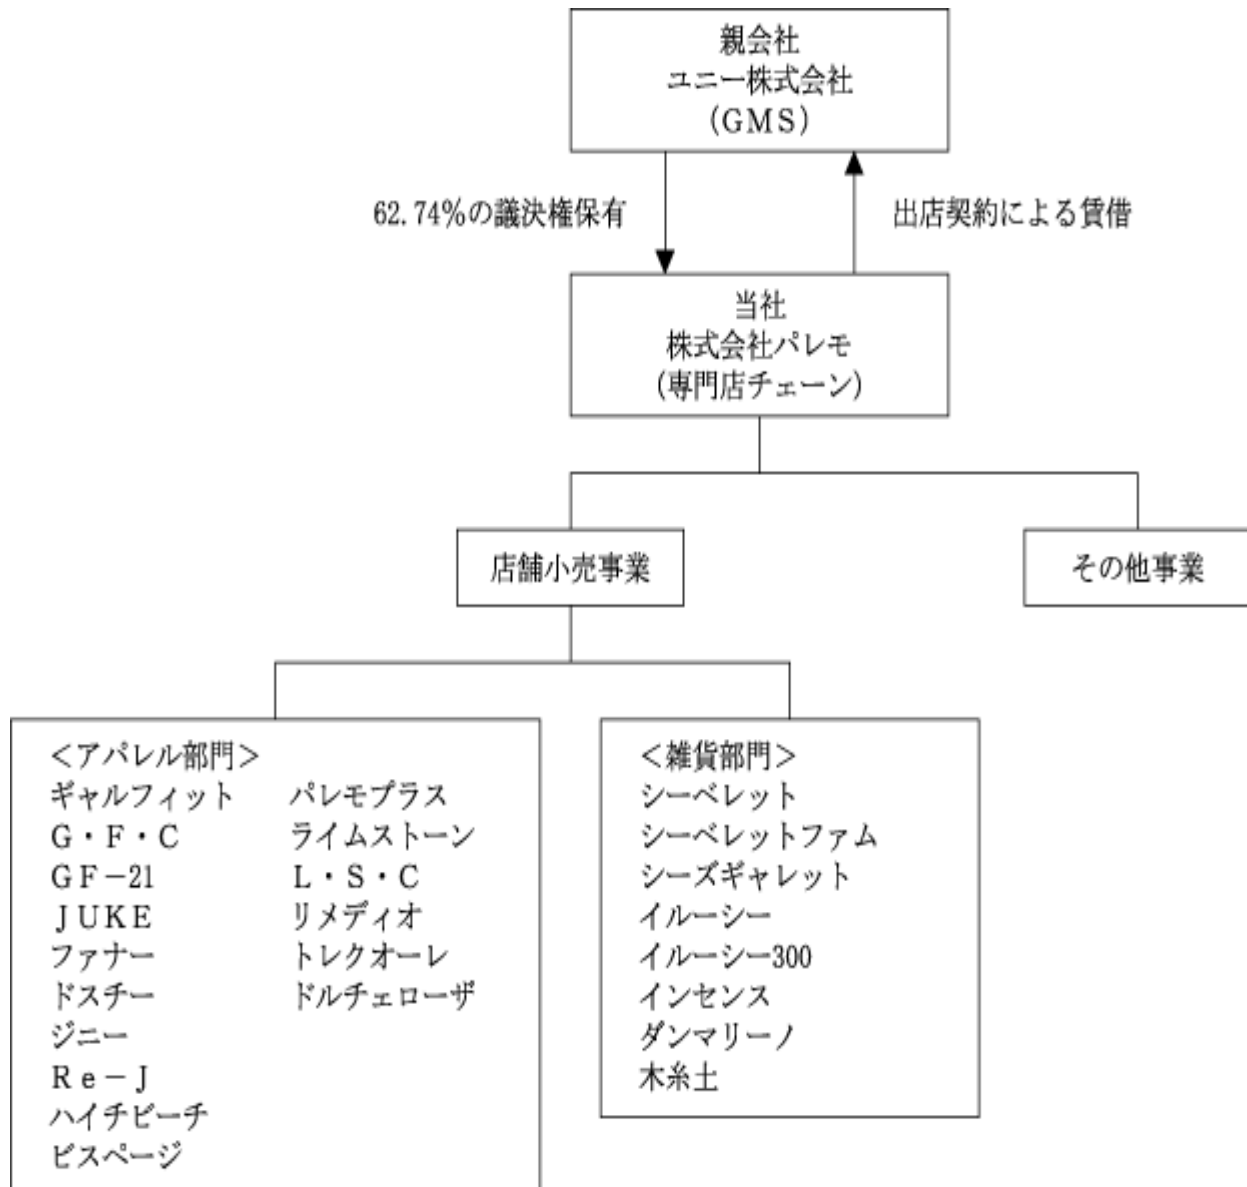 親会社
ユニー株式会社
(ＧＭＳ)
62.74％の議決権保有
出店契約による賃借
当社
株式会社パレモ
(専門店チェーン)
店舗小売事業
その他事業
＜アパレル部門＞
ギャルフィット
Ｇ・Ｆ・Ｃ
ＧＦ－21
ＪＵＫＥ
ファナー
ドスチー
ジニー
Ｒｅ－Ｊ
ハイチビーチ
ビスページ
パレモプラス
ライムストーン
Ｌ・Ｓ・Ｃ
リメディオ
トレクオーレ
ドルチェローザ
＜雑貨部門＞
シーベレット
シーベレットファム
シーズギャレット
イルーシー
イルーシー300
インセンス
ダンマリーノ
木糸土